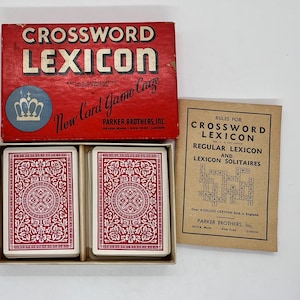 CROSSWORD
LEXICON
New Card Game Craze
PARKER BROTHERS, INC.
RULES FOR
CROSSWORD
LEXICON
REGULAR LEXICON
AND
LEXICON SOLITAIRES
PARKER BROTHERS, Inc.